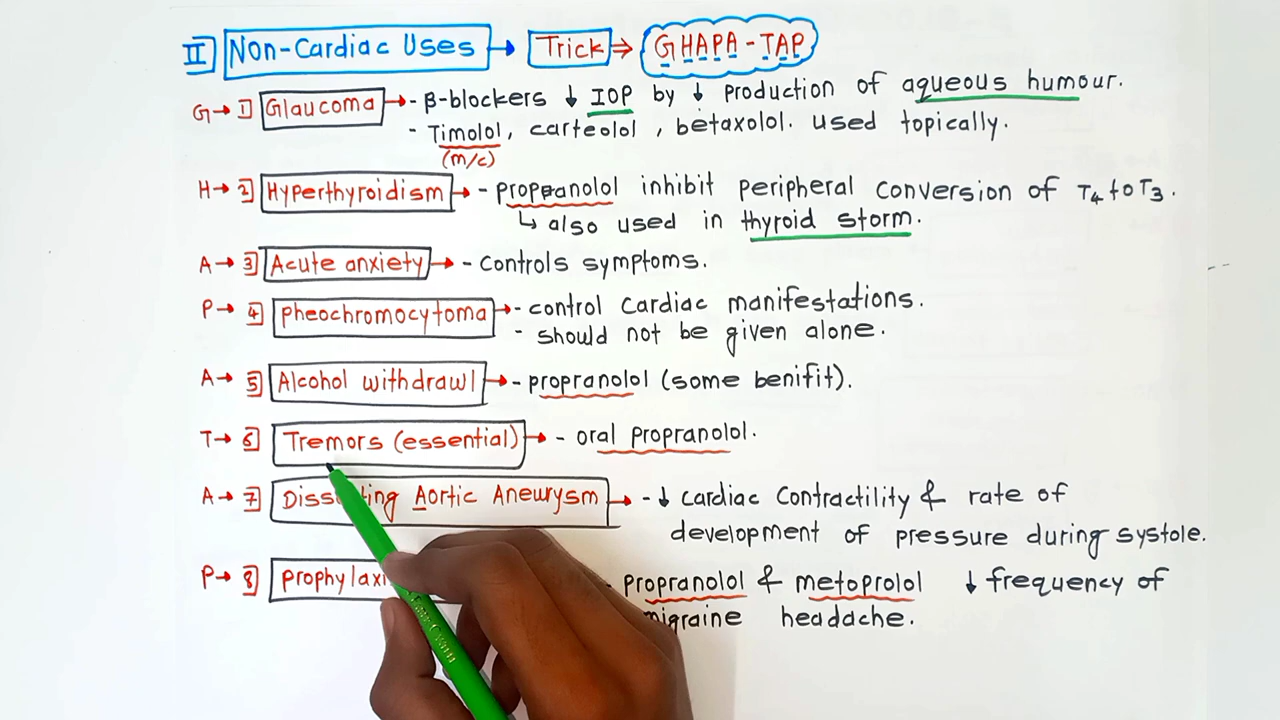 II] Non-Cardiac Uses → Trick ⇒ GHAPA-TAP
G→ 1] Glaucoma → - β-blockers ↓ IOP by ↓ production of aqueous humour.
- Timolol, carteolol, betaxolol. used topically.
(m/c)
H→ 2] Hyperthyroidism → - propranolol inhibit peripheral conversion of T4 to T3.
↳ also used in thyroid storm.
A→ 3] Acute anxiety → - controls symptoms.
P→ 4] pheochromocytoma → - control cardiac manifestations.
- should not be given alone.
A→ 5] Alcohol withdrawl → - propranolol (some benifit).
T→ 6] Tremors (essential) → - oral propranolol.
A→ 7] Aortic Aneurysm → - ↓ cardiac contractility & rate of
development of pressure during systole.
P→ 8] - propranolol & metoprolol ↓ frequency of
migraine headache.